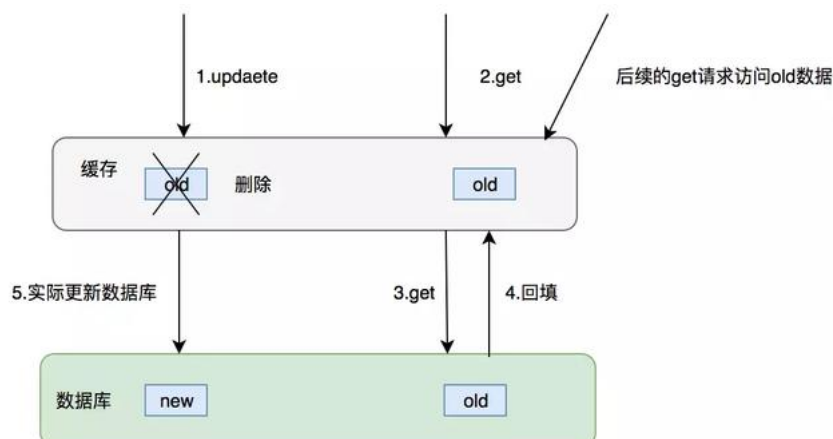 1.updaete
2.get
后续的get请求访问old数据
缓存
old
删除
old
5.实际更新数据库
3.get
4.回填
数据库
new
old